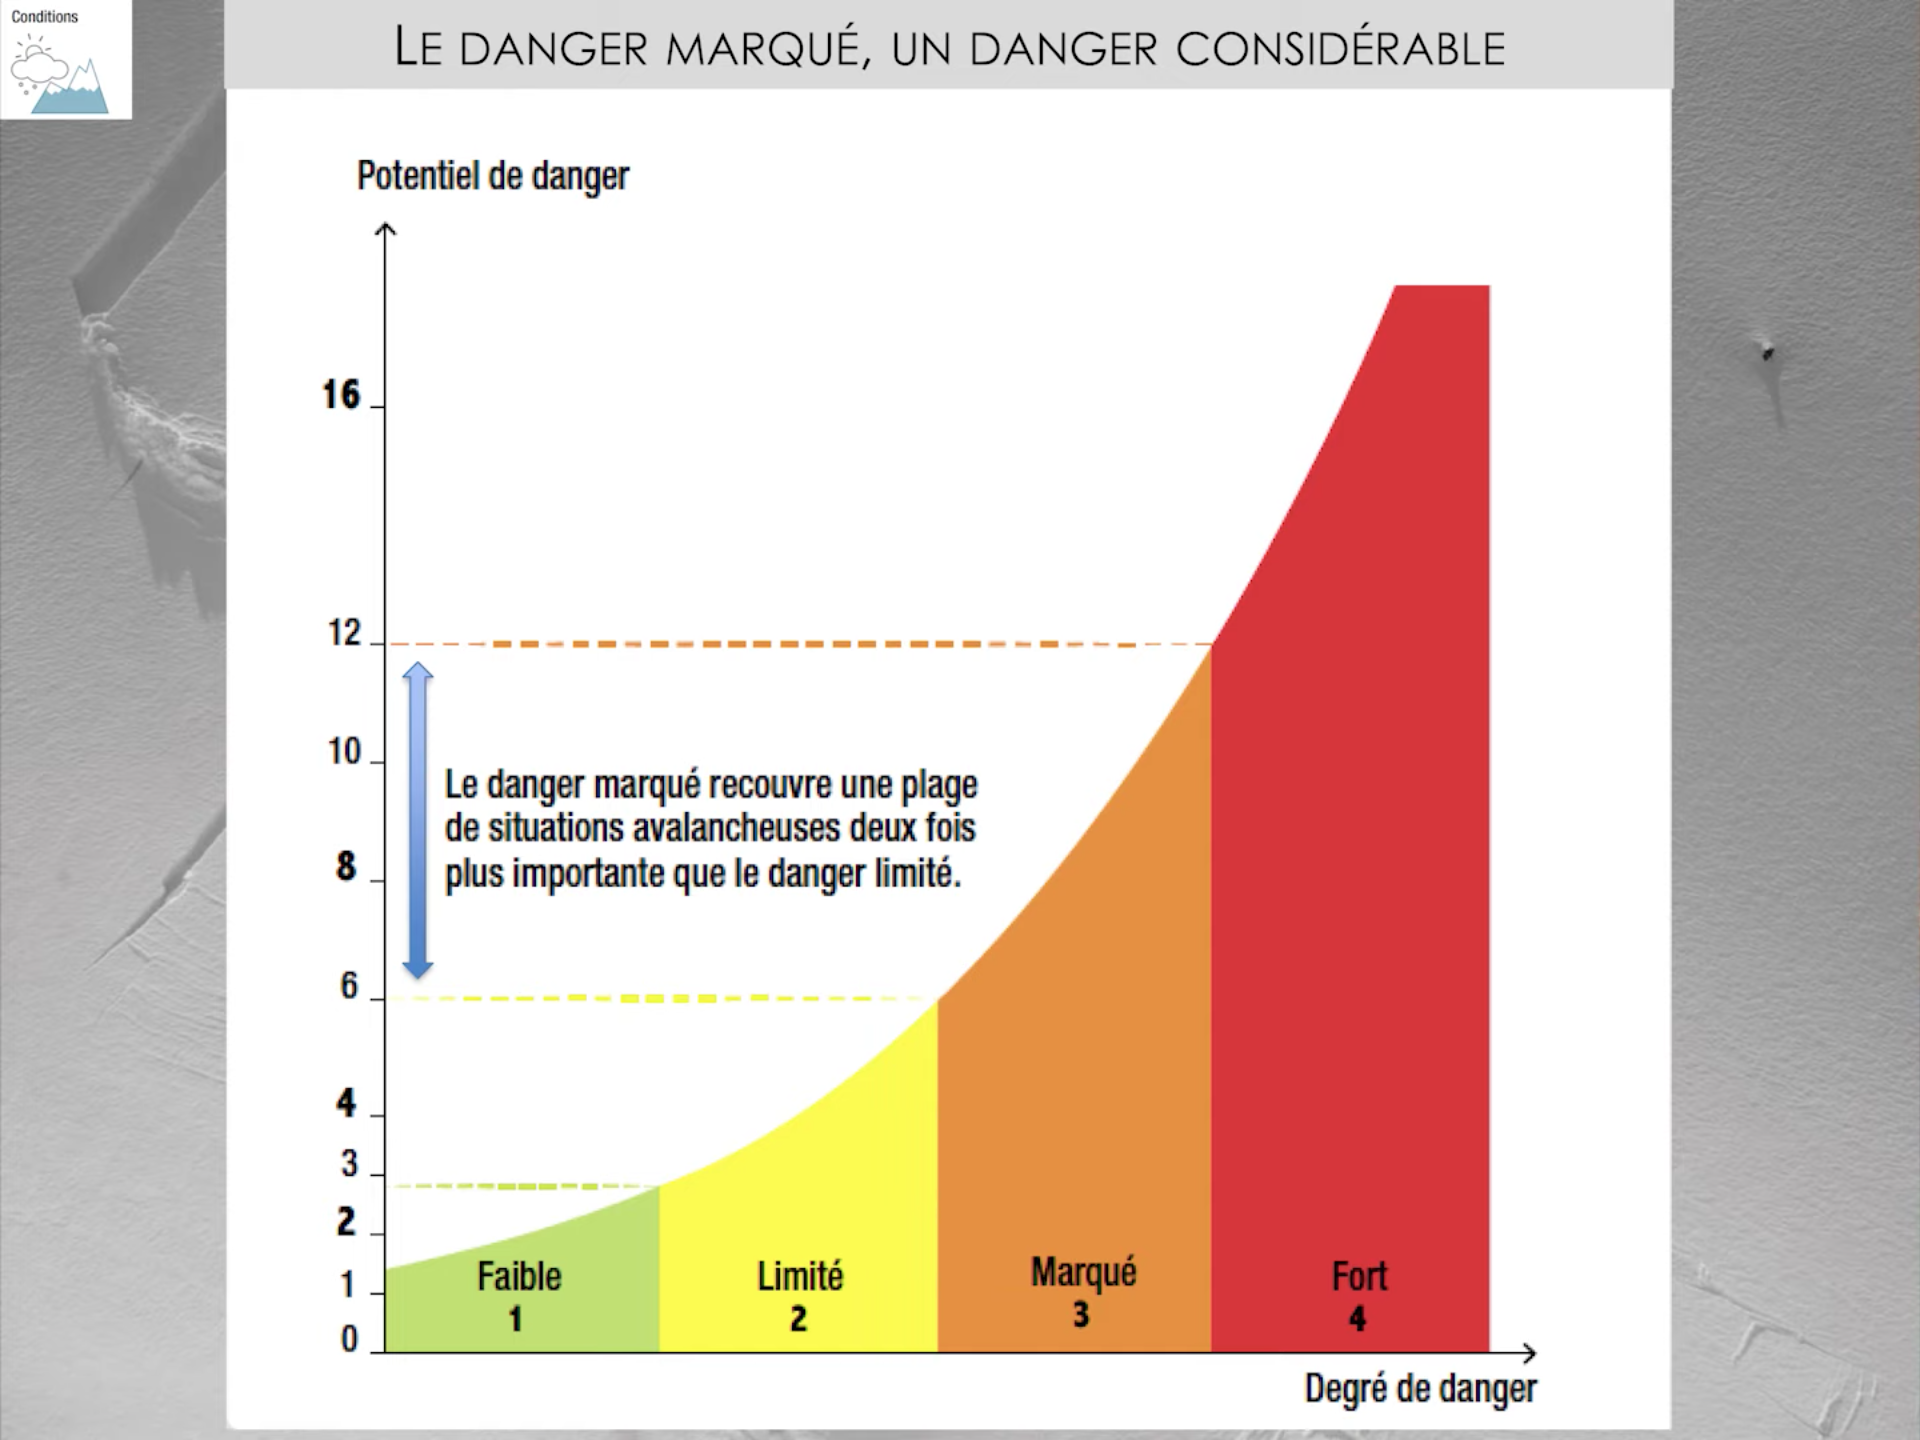 Conditions
LE DANGER MARQUÉ, UN DANGER CONSIDÉRABLE
Potentiel de danger
16
12
10
Le danger marqué recouvre une plage
de situations avalancheuses deux fois
8
plus importante que le danger limité.
6
4
3
2
1
0
Faible
1
Limité
2
Marqué
3
Fort
4
Degré de danger